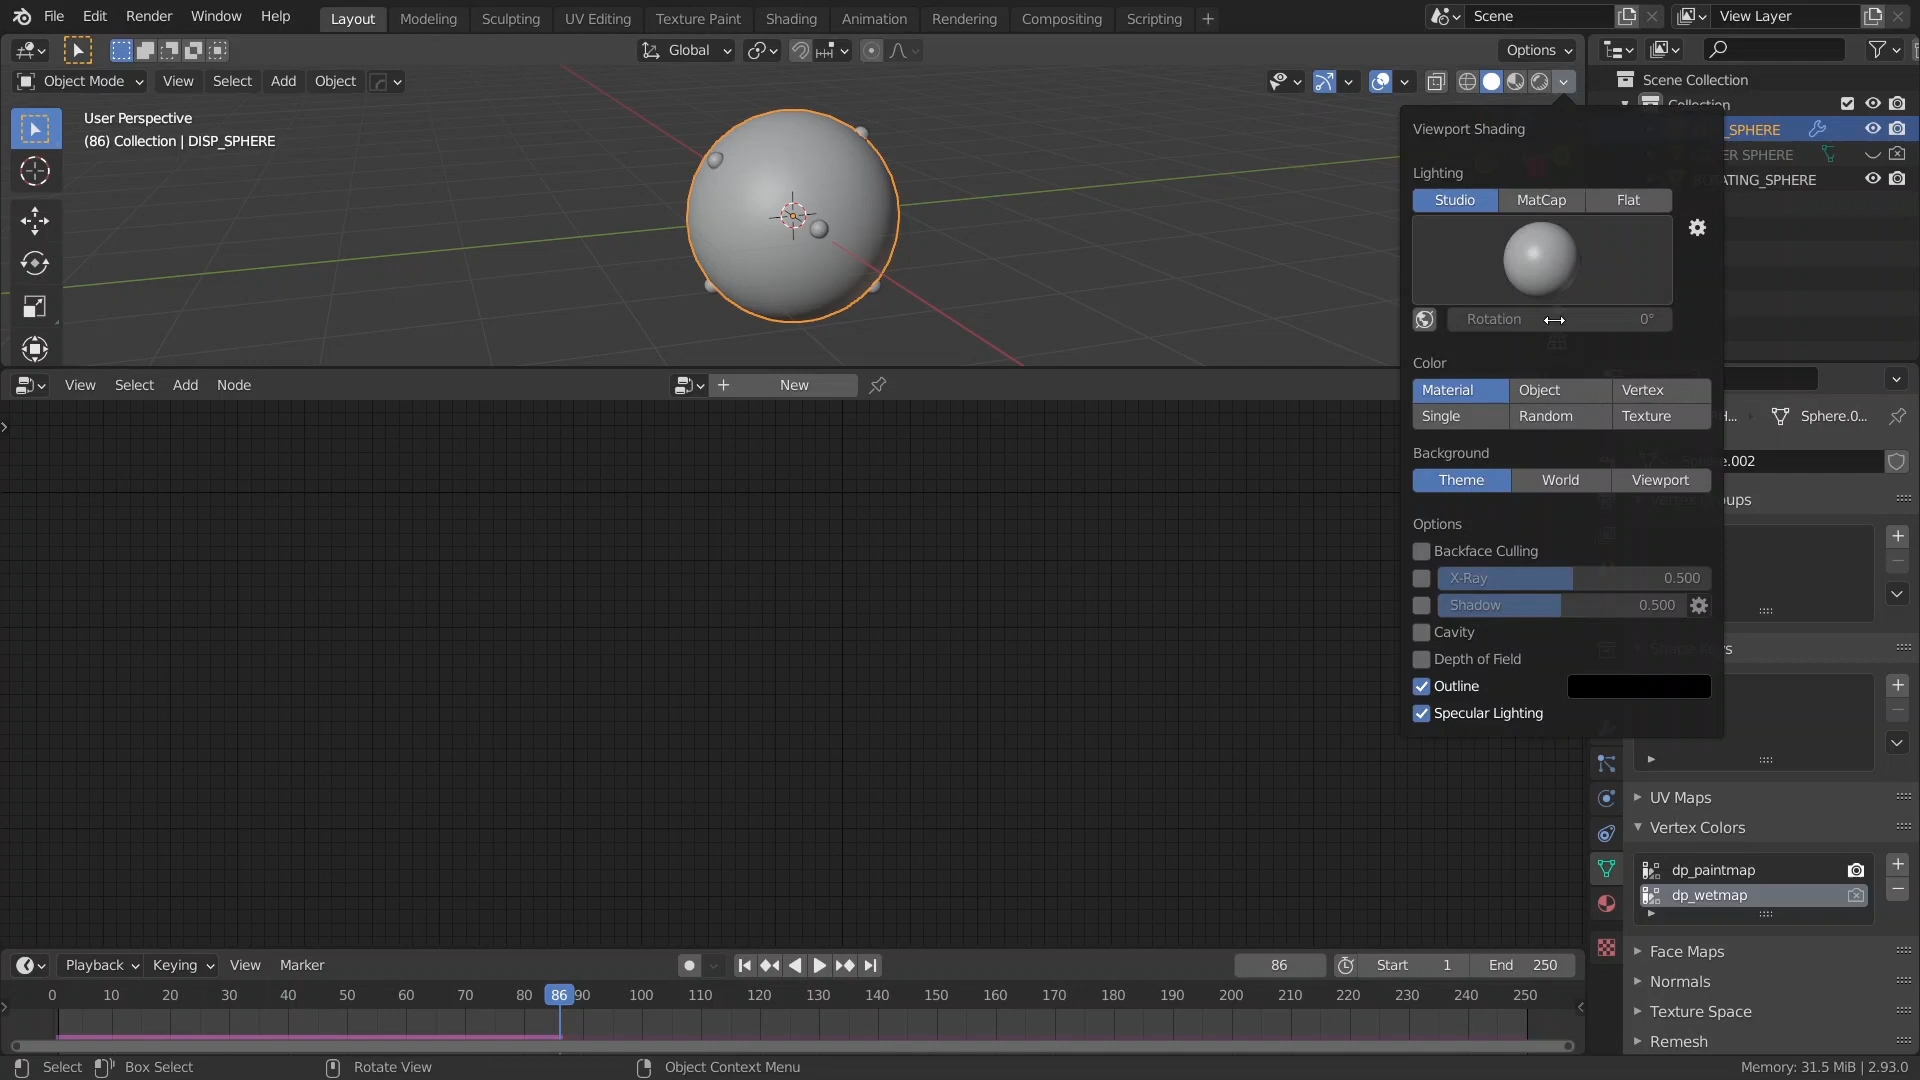 File Edit Render Window Help Layout Modeling Sculpting UV Editing Texture Paint Shading Animation Rendering Compositing Scripting + Scene View Layer
Global Options
Object Mode View Select Add Object
Scene Collection
Collection
_SPHERE
ER SPHERE
ROTATING_SPHERE
User Perspective
(86) Collection | DISP_SPHERE
Viewport Shading
Lighting
Studio MatCap Flat
Rotation 0°
Color
Material Object Vertex
Single Random Texture
Background
Theme World Viewport
Options
Backface Culling
X-Ray 0.500
Shadow 0.500
Cavity
Depth of Field
Outline
Specular Lighting
View Select Add Node + New
Sphere.0...
e.002
UV Maps
Vertex Colors
dp_paintmap
dp_wetmap
Face Maps
Normals
Texture Space
Remesh
Playback Keying View Marker 86 Start 1 End 250
0 10 20 30 40 50 60 70 80 86 90 100 110 120 130 140 150 160 170 180 190 200 210 220 230 240 250
Select Box Select Rotate View Object Context Menu Memory: 31.5 MiB | 2.93.0